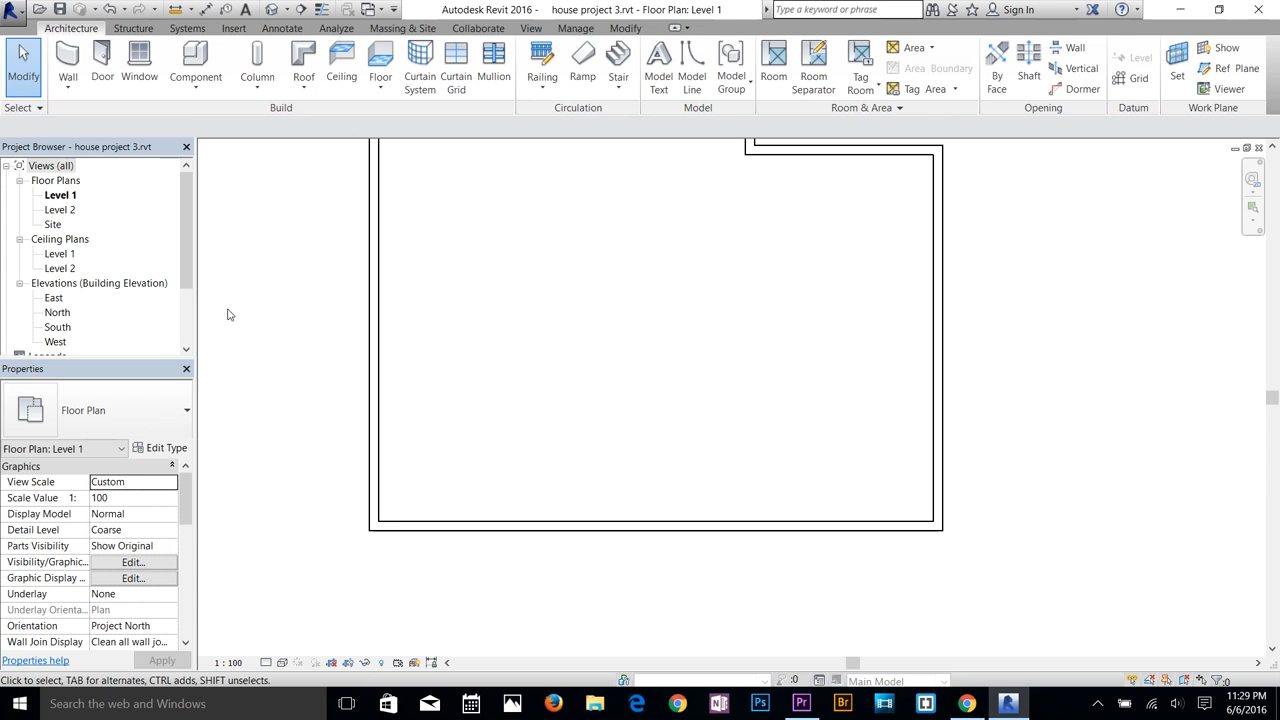 Autodesk Revit 2016 - house project 3.rvt - Floor Plan: Level 1
Type a keyword or phrase
Sign In
Architecture Structure Systems Insert Annotate Analyze Massing & Site Collaborate View Manage Modify
Modify Wall Door Window Component Column Roof Ceiling Floor Curtain System Curtain Grid Mullion Railing Ramp Stair Model Text Model Line Model Group Room Room Separator Tag Room
Area
Area Boundary
Tag Area
By Face Shaft
Wall
Vertical
Dormer
Level
Grid
Set
Show
Ref Plane
Viewer
Select Build Circulation Model Room & Area Opening Datum Work Plane
Project Browser - house project 3.rvt
Views (all)
Floor Plans
Level 1
Level 2
Site
Ceiling Plans
Level 1
Level 2
Elevations (Building Elevation)
East
North
South
West
Properties
Floor Plan
Floor Plan: Level 1 Edit Type
Graphics
View Scale Custom
Scale Value 1: 100
Display Model Normal
Detail Level Coarse
Parts Visibility Show Original
Visibility/Graphic... Edit...
Graphic Display ... Edit...
Underlay None
Underlay Orienta... Plan
Orientation Project North
Wall Join Display Clean all wall jo...
Properties help Apply
1 : 100
Click to select, TAB for alternates, CTRL adds, SHIFT unselects.
:0
Main Model
:0
Search the web and Windows
11:29 PM
6/6/2016